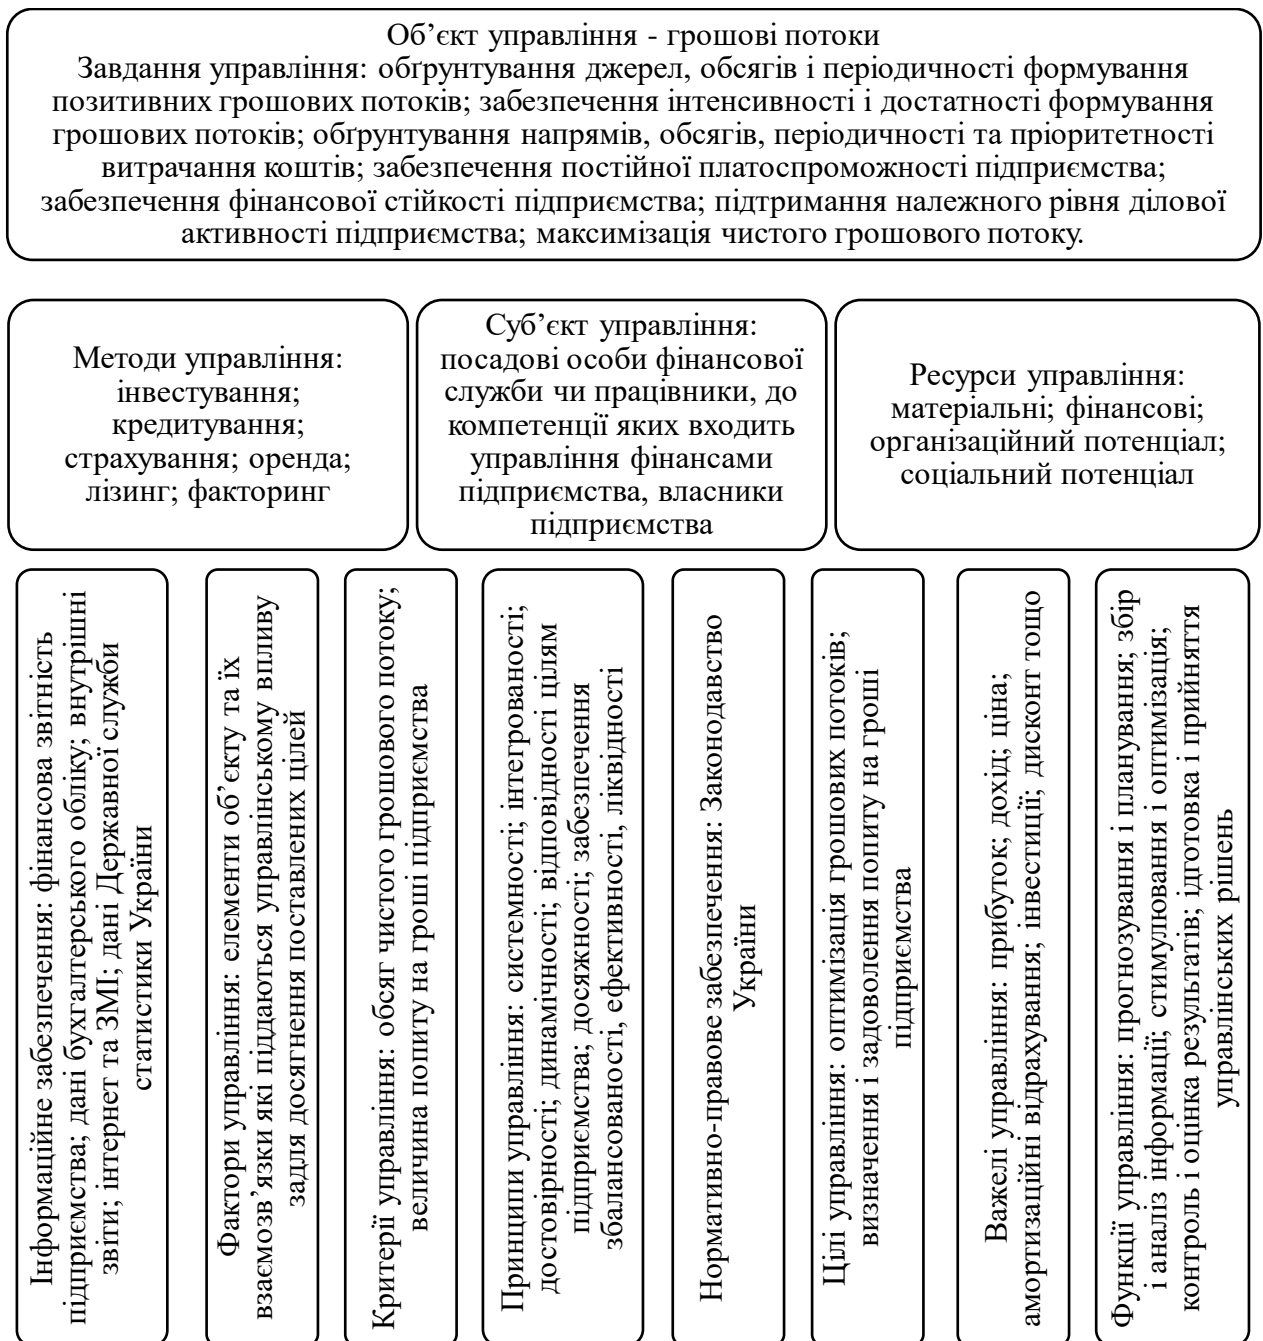 Об’єкт управління - грошові потоки
Завдання управління: обґрунтування джерел, обсягів і періодичності формування
позитивних грошових потоків; забезпечення інтенсивності і достатності формування
грошових потоків; обґрунтування напрямів, обсягів, періодичності та пріоритетності
витрачання коштів; забезпечення постійної платоспроможності підприємства;
забезпечення фінансової стійкості підприємства; підтримання належного рівня ділової
активності підприємства; максимізація чистого грошового потоку.
Методи управління:
інвестування;
кредитування;
страхування; оренда;
лізинг; факторинг
Суб’єкт управління:
посадові особи фінансової
служби чи працівники, до
компетенції яких входить
управління фінансами
підприємства, власники
підприємства
Ресурси управління:
матеріальні; фінансові;
організаційний потенціал;
соціальний потенціал
Інформаційне забезпечення: фінансова звітність
підприємства; дані бухгалтерського обліку; внутрішні
звіти; інтернет та ЗМІ; дані Державної служби
статистики України
Фактори управління: елементи об’єкту та їх
взаємозв’язки які піддаються управлінському впливу
задля досягнення поставлених цілей
Критерії управління: обсяг чистого грошового потоку;
величина попиту на гроші підприємства
Принципи управління: системності; інтегрованості;
достовірності; динамічності; відповідності цілям
підприємства; досяжності; забезпечення
збалансованості, ефективності, ліквідності
Нормативно-правове забезпечення: Законодавство
України
Цілі управління: оптимізація грошових потоків;
визначення і задоволення попиту на гроші
підприємства
Важелі управління: прибуток; дохід; ціна;
амортизаційні відрахування; інвестиції; дисконт тощо
Функції управління: прогнозування і планування; збір
і аналіз інформації; стимулювання і оптимізація;
контроль і оцінка результатів; ідготовка і прийняття
управлінських рішень